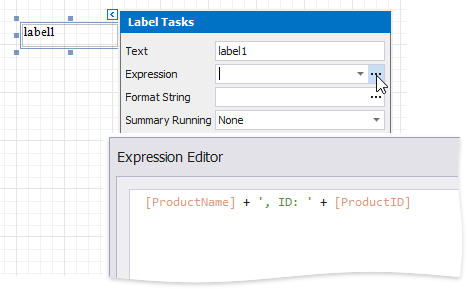 label1
Label Tasks
Text label1
Expression ...
Format String ...
Summary Running None
Expression Editor
[ProductName] + ', ID: ' + [ProductID]